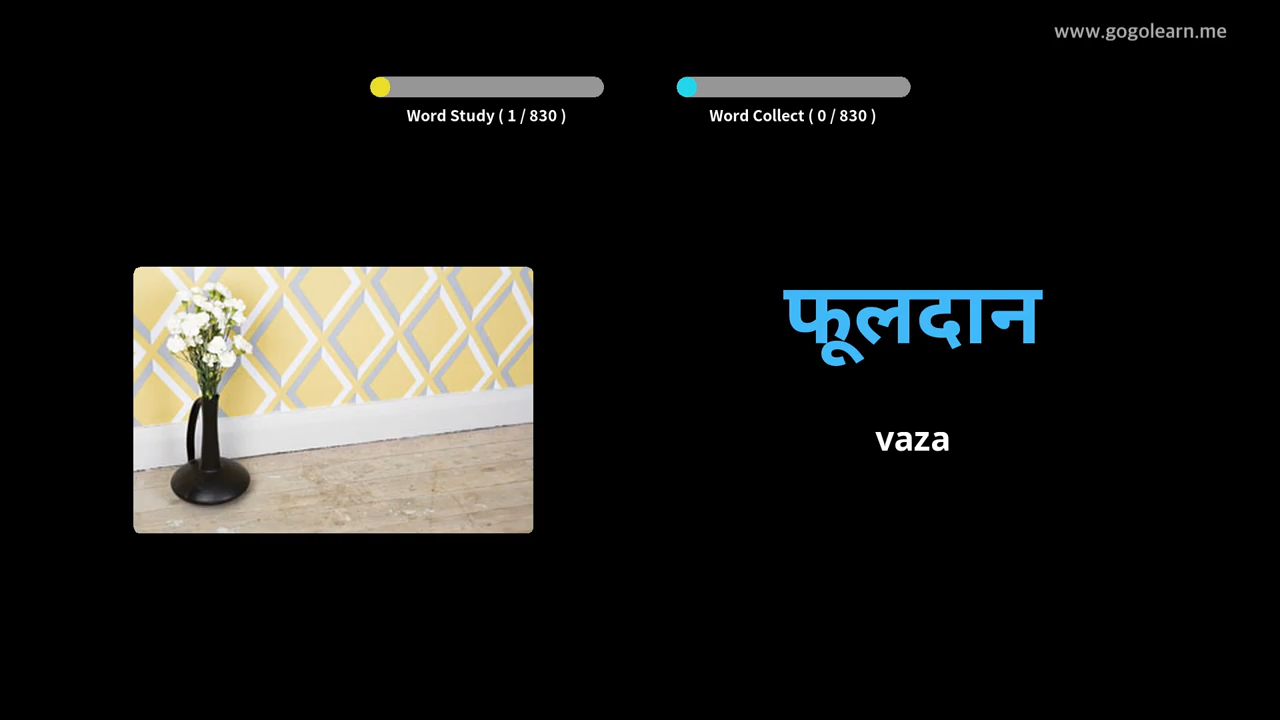 www.gogolearn.me
Word Study ( 1 / 830 )
Word Collect ( 0 / 830 )
फूलदान
vaza